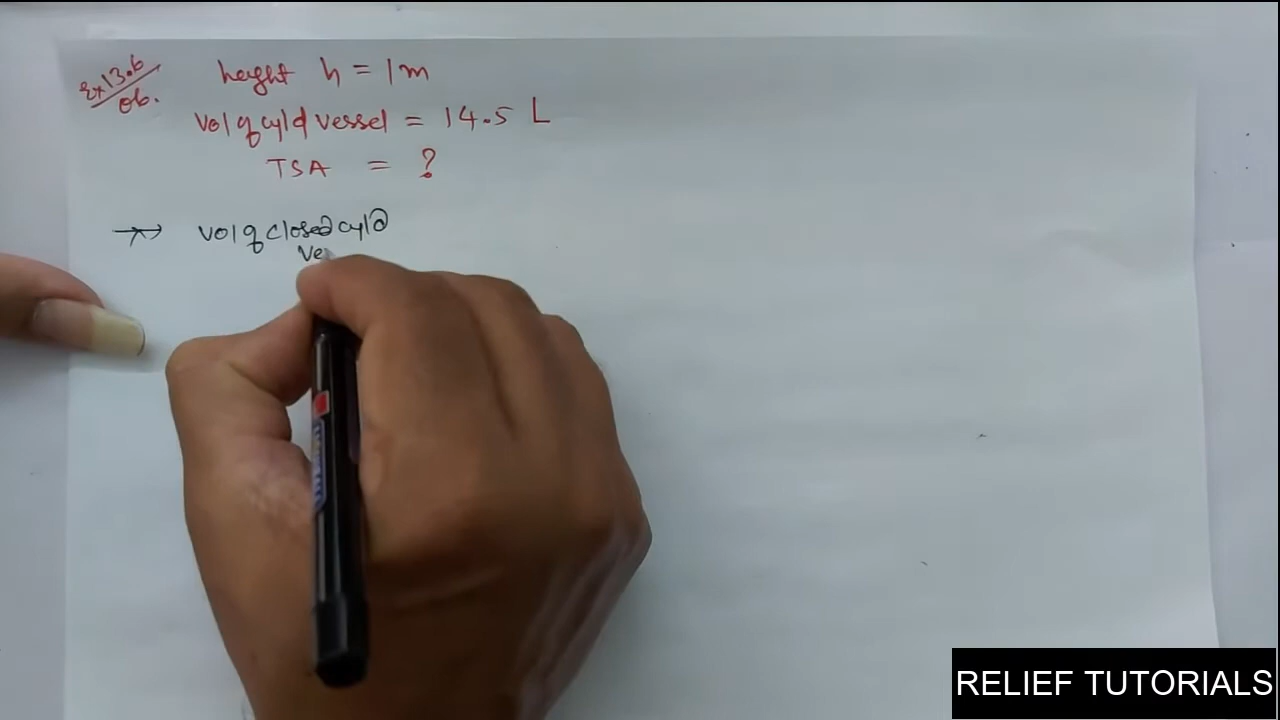 Ex 13.6
Q6.
height h = 1m
Vol of cyld vessel = 14.5 L
TSA = ?
Vol of closed cyld
Ve
RELIEF TUTORIALS